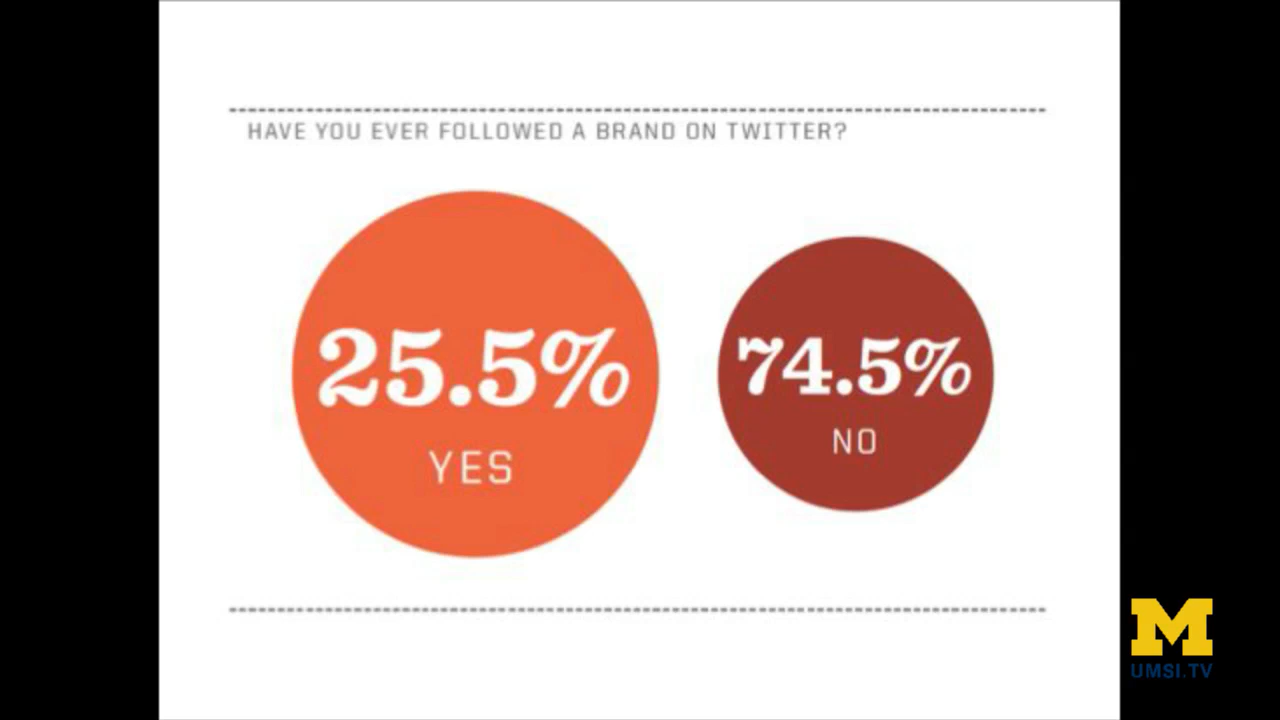 HAVE YOU EVER FOLLOWED A BRAND ON TWITTER?
25.5%
YES
74.5%
NO
M
UMSI.TV